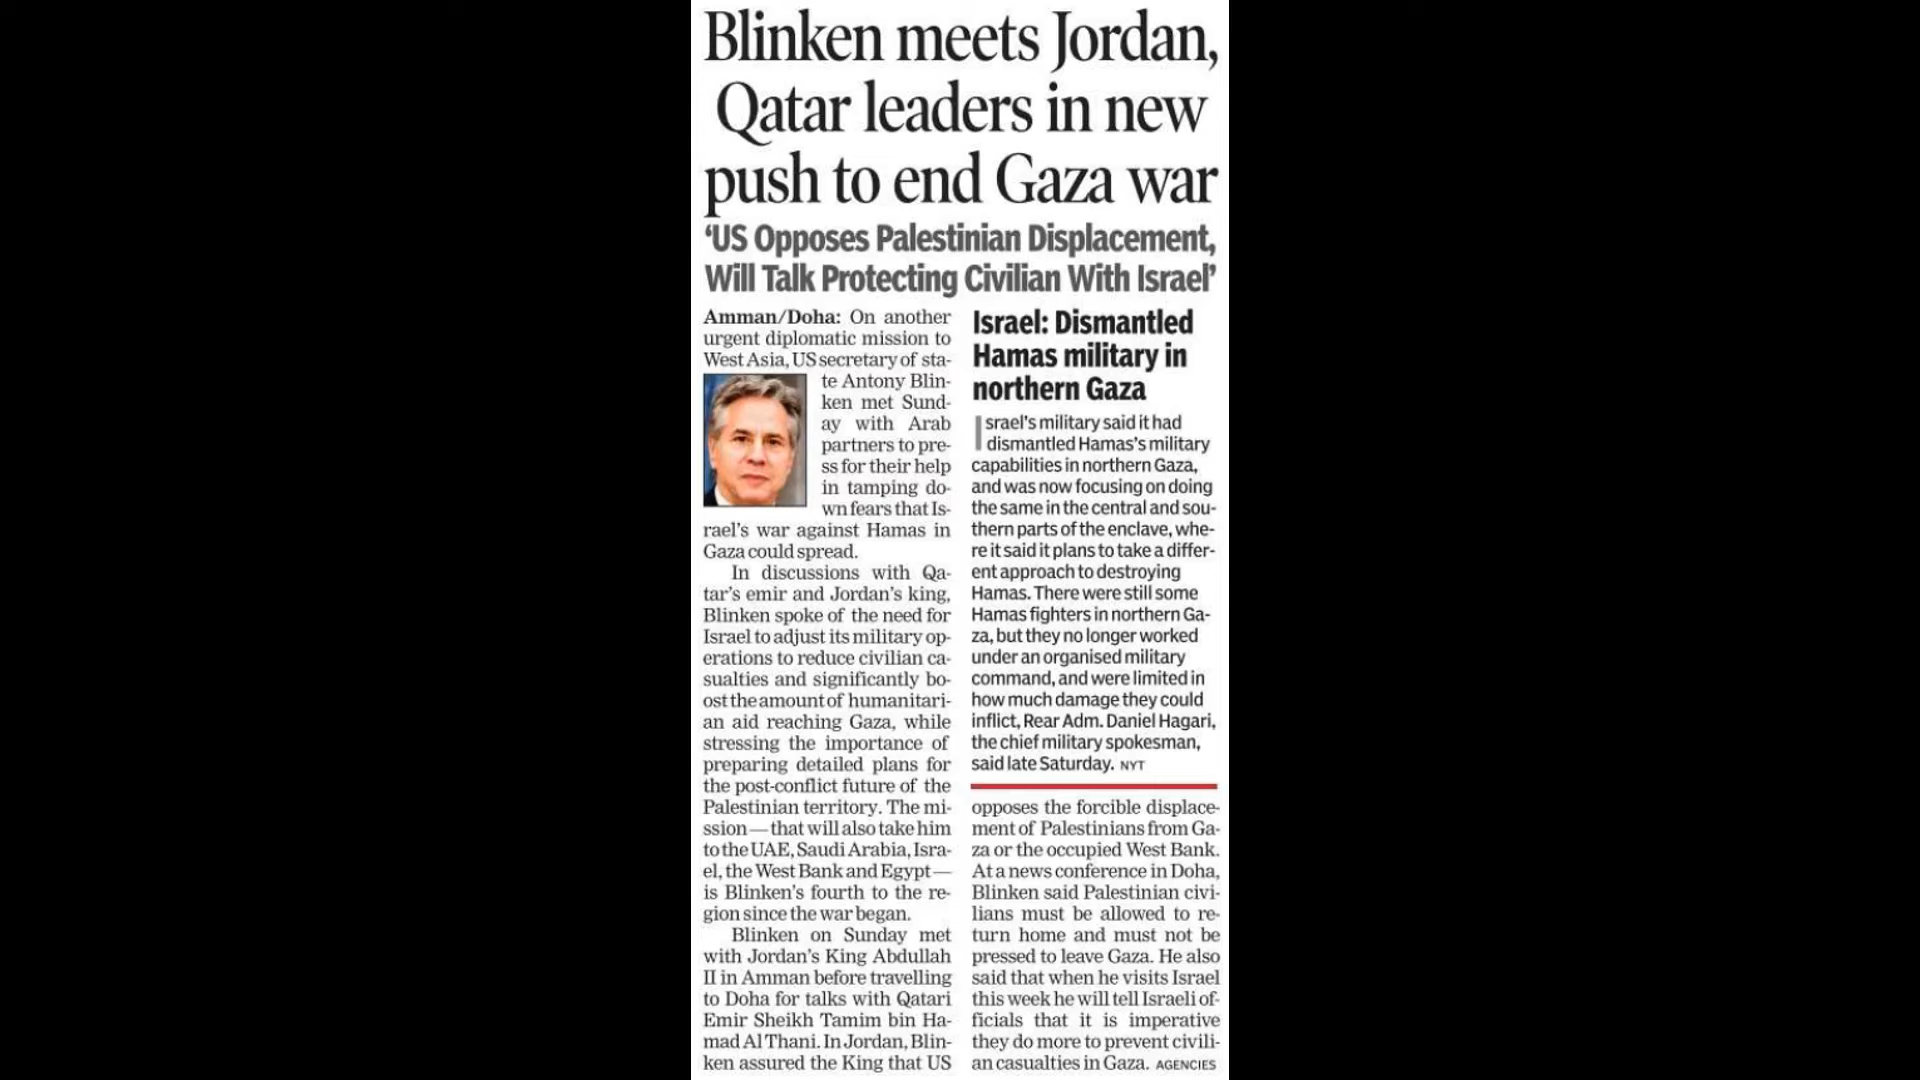 Blinken meets Jordan,
Qatar leaders in new
push to end Gaza war
‘US Opposes Palestinian Displacement,
Will Talk Protecting Civilian With Israel’
Amman/Doha: On another
urgent diplomatic mission to
West Asia, US secretary of sta-
te Antony Blin-
ken met Sund-
ay with Arab
partners to pre-
ss for their help
in tamping do-
wn fears that Is-
rael’s war against Hamas in
Gaza could spread.
In discussions with Qa-
tar’s emir and Jordan’s king,
Blinken spoke of the need for
Israel to adjust its military op-
erations to reduce civilian ca-
sualties and significantly bo-
ost the amount of humanitari-
an aid reaching Gaza, while
stressing the importance of
preparing detailed plans for
the post-conflict future of the
Palestinian territory. The mi-
ssion — that will also take him
to the UAE, Saudi Arabia, Isra-
el, the West Bank and Egypt —
is Blinken’s fourth to the re-
gion since the war began.
Blinken on Sunday met
with Jordan’s King Abdullah
II in Amman before travelling
to Doha for talks with Qatari
Emir Sheikh Tamim bin Ha-
mad Al Thani. In Jordan, Blin-
ken assured the King that US
Israel: Dismantled
Hamas military in
northern Gaza
Israel’s military said it had
dismantled Hamas’s military
capabilities in northern Gaza,
and was now focusing on doing
the same in the central and sou-
thern parts of the enclave, whe-
re it said it plans to take a differ-
ent approach to destroying
Hamas. There were still some
Hamas fighters in northern Ga-
za, but they no longer worked
under an organised military
command, and were limited in
how much damage they could
inflict, Rear Adm. Daniel Hagari,
the chief military spokesman,
said late Saturday. NYT
opposes the forcible displace-
ment of Palestinians from Ga-
za or the occupied West Bank.
At a news conference in Doha,
Blinken said Palestinian civi-
lians must be allowed to re-
turn home and must not be
pressed to leave Gaza. He also
said that when he visits Israel
this week he will tell Israeli of-
ficials that it is imperative
they do more to prevent civili-
an casualties in Gaza. AGENCIES